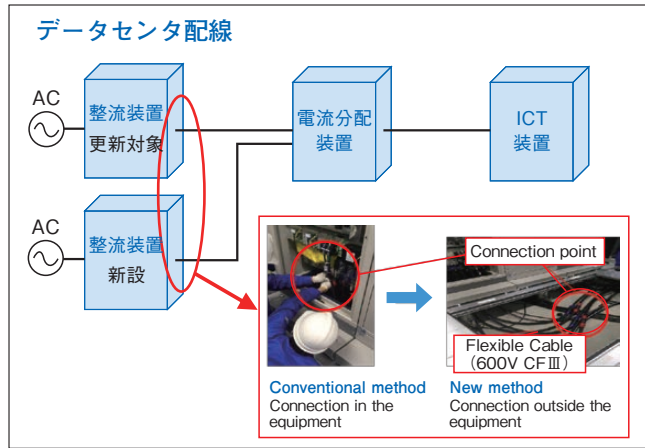 データセンタ配線
AC
整流装置
更新対象
電流分配
装置
ICT
装置
AC
整流装置
新設
Connection point
Flexible Cable
(600V CFⅢ)
Conventional method
Connection in the
equipment
New method
Connection outside the
equipment